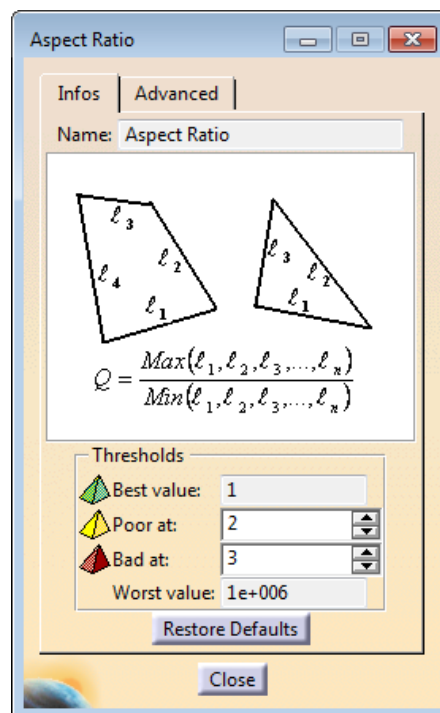 Aspect Ratio
Infos Advanced
Name: Aspect Ratio
ℓ3
ℓ4 ℓ2 ℓ3 ℓ2
ℓ1 ℓ1
Q = Max(ℓ1,ℓ2,ℓ3,...,ℓn)
Min(ℓ1,ℓ2,ℓ3,...,ℓn)
Thresholds
Best value: 1
Poor at: 2
Bad at: 3
Worst value: 1e+006
Restore Defaults
Close